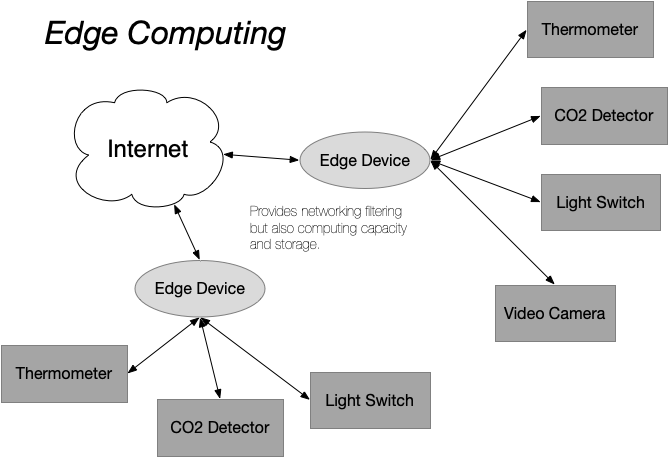 Edge Computing
Thermometer
CO2 Detector
Internet
Edge Device
Light Switch
Provides networking filtering
but also computing capacity
and storage.
Edge Device
Video Camera
Thermometer
Light Switch
CO2 Detector